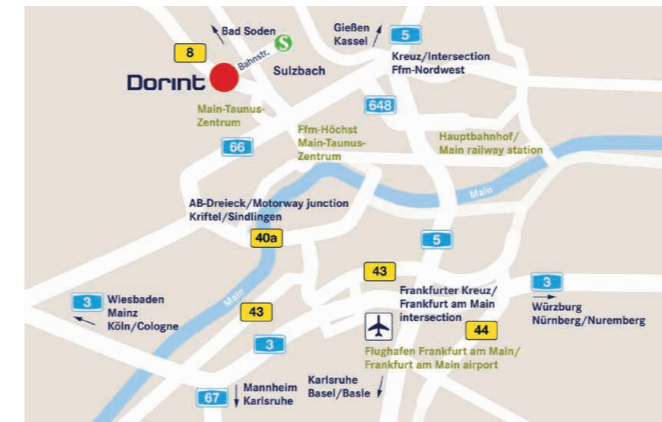 Bad Soden
Gießen
Kassel
5
Kreuz/Intersection
Ffm-Nordwest
8
Bahnstr.
S
Sulzbach
Dorint
Main-Taunus-
Zentrum
648
Ffm-Höchst
Main-Taunus-
Zentrum
Hauptbahnhof/
Main railway station
66
Main
AB-Dreieck/Motorway junction
Kriftel/Sindlingen
40a
5
43
3
Wiesbaden
Mainz
Köln/Cologne
Main
43
Frankfurter Kreuz/
Frankfurt am Main
intersection
3
Würzburg
Nürnberg/Nuremberg
44
3
Flughafen Frankfurt am Main/
Frankfurt am Main airport
67
Mannheim
Karlsruhe
Karlsruhe
Basel/Basle